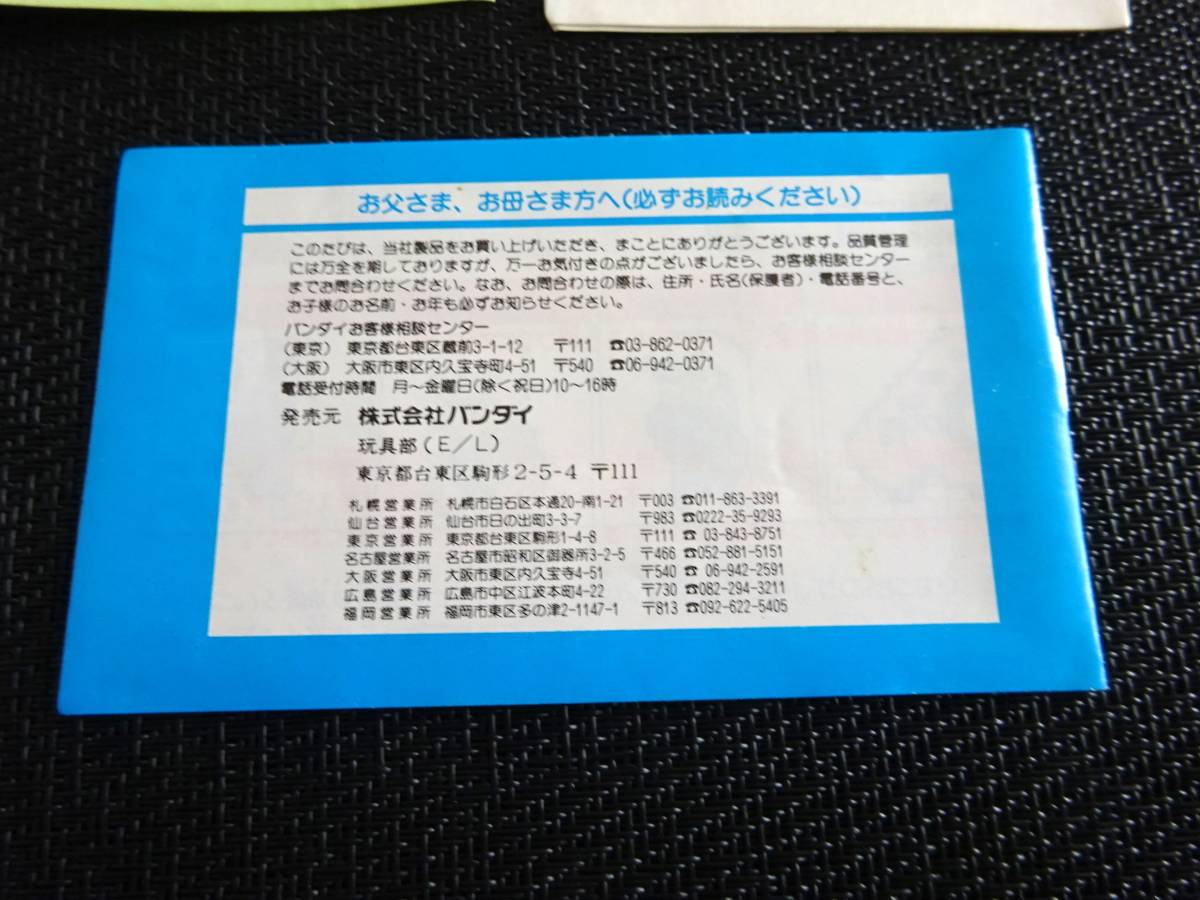 お父さま、お母さま方へ(必ずお読みください)
このたびは、当社製品をお買い上げいただき、まことにありがとうございます。品質管理
には万全を期しておりますが、万一お気付きの点がございましたら、お客様相談センター
までお問合わせください。なお、お問合わせの際は、住所・氏名(保護者)・電話番号と、
お子様のお名前・お年も必ずお知らせください。
バンダイお客様相談センター
(東京) 東京都台東区蔵前3-1-12 〒111 ☎03-862-0371
(大阪) 大阪市東区内久宝寺町4-51 〒540 ☎06-942-0371
電話受付時間 月〜金曜日(除く祝日)10〜16時
発売元 株式会社バンダイ
玩具部(E/L)
東京都台東区駒形2-5-4 〒111
札幌営業所 札幌市白石区本通20-南1-21 〒003 ☎011-863-3391
仙台営業所 仙台市日の出町3-3-7 〒983 ☎0222-35-9293
東京営業所 東京都台東区駒形1-4-8 〒111 ☎ 03-843-8751
名古屋営業所 名古屋市昭和区御器所3-2-5 〒466 ☎052-881-5151
大阪営業所 大阪市東区内久宝寺4-51 〒540 ☎ 06-942-2591
広島営業所 広島市中区江波本町4-22 〒730 ☎082-294-3211
福岡営業所 福岡市東区多の津2-1147-1 〒813 ☎092-622-5405